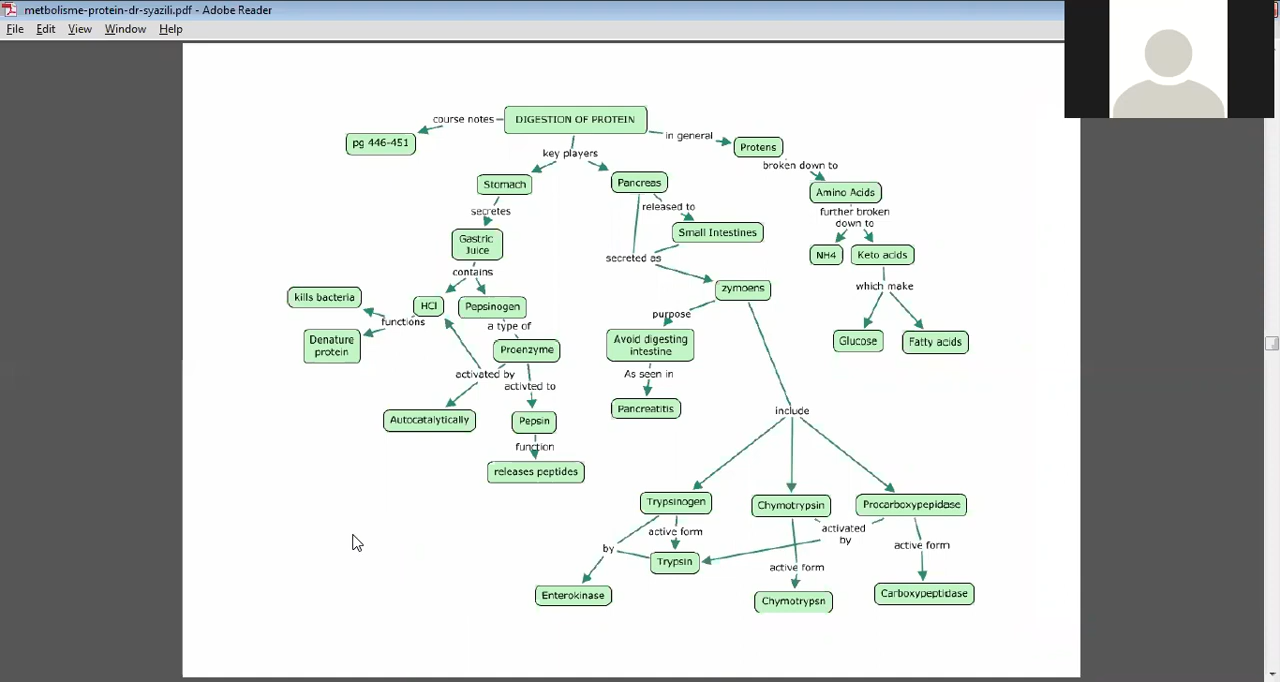 metbolisme-protein-dr-syazili.pdf - Adobe Reader
File Edit View Window Help
DIGESTION OF PROTEIN
course notes
pg 446-451
key players
in general
Protens
broken down to
Amino Acids
further broken
down to
NH4
Keto acids
which make
Glucose
Fatty acids
Stomach
secretes
Gastric
Juice
contains
HCl
Pepsinogen
functions
kills bacteria
Denature
protein
a type of
Proenzyme
activated by
activted to
Autocatalytically
Pepsin
function
releases peptides
Pancreas
released to
Small Intestines
secreted as
zymoens
purpose
Avoid digesting
intestine
As seen in
Pancreatitis
include
Trypsinogen
Chymotrypsin
Procarboxypepidase
active form
by
Trypsin
Enterokinase
activated
by
active form
Chymotrypsn
active form
Carboxypeptidase